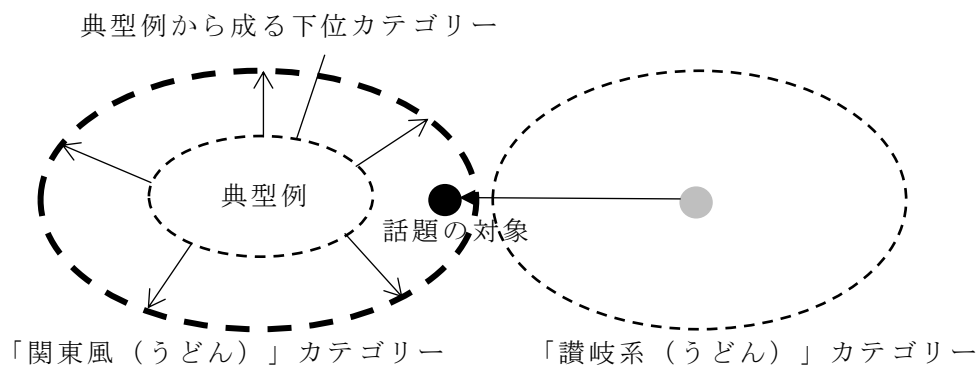 典型例から成る下位カテゴリー
典型例
話題の対象
「関東風（うどん）」カテゴリー
「讃岐系（うどん）」カテゴリー